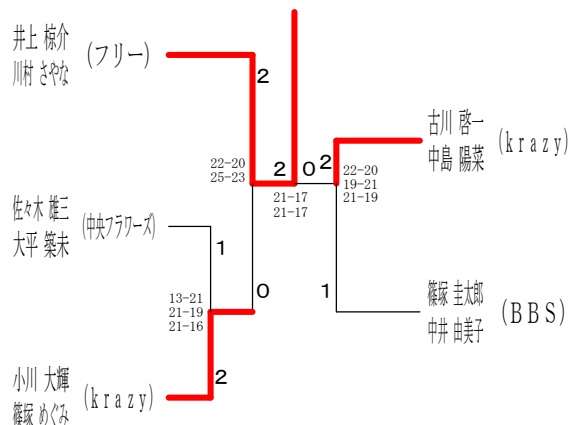 井上 椋介
川村 さやな
(フリー)
2
古川 啓一
中島 陽菜
(krazy)
22-20
25-23
2
0
2
22-20
19-21
21-19
21-17
21-17
佐々木 雄三
大平 築未
(中央フラワーズ)
1
0
1
13-21
21-19
21-16
篠塚 圭太郎
中井 由美子
(BBS)
小川 大輝
篠塚 めぐみ
(krazy)
2